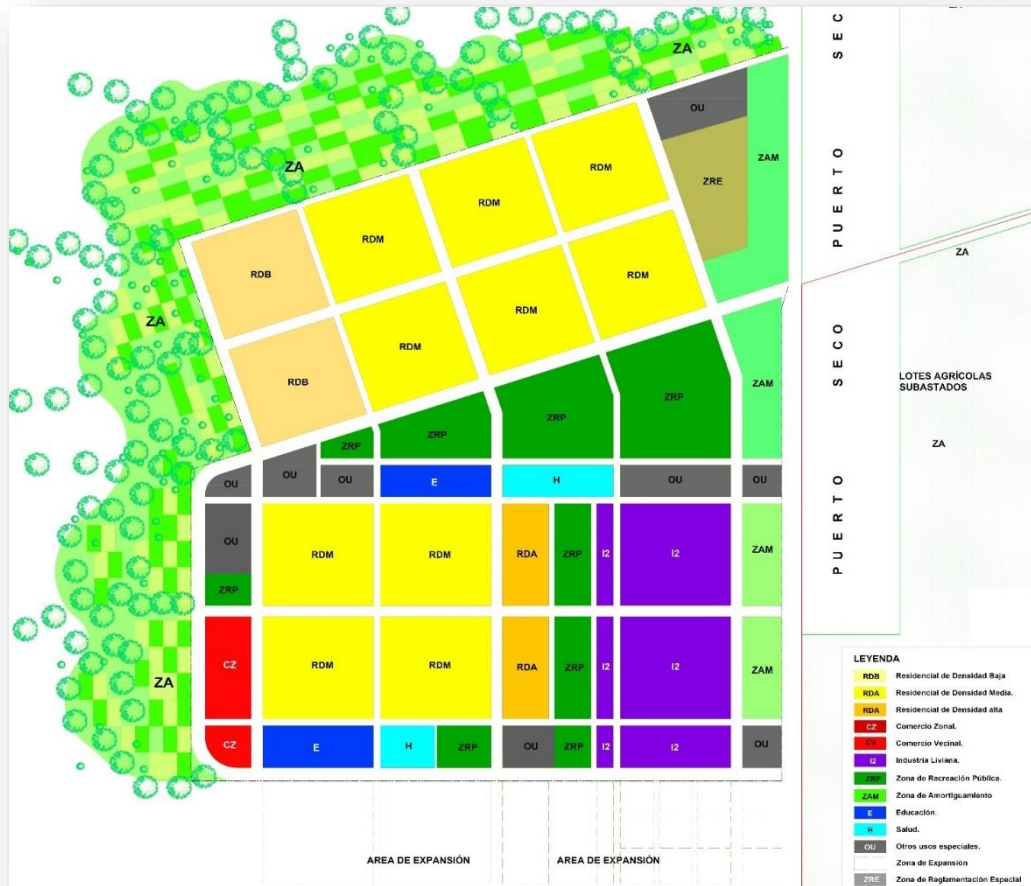 ZA
ZA
OU
ZRE
ZAM
RDM
RDM
RDM
RDB
ZA
RDM
RDM
RDM
RDB
ZA
ZAM
ZRP
ZRP
ZRP
ZRP
OU
OU
OU
E
H
OU
OU
OU
RDM
RDM
RDA
ZRP
I2
I2
ZAM
ZRP
CZ
RDM
RDM
RDA
ZRP
I2
I2
ZAM
ZA
CZ
E
H
ZRP
OU
ZRP
I2
I2
OU
AREA DE EXPANSIÓN
AREA DE EXPANSIÓN
PUERTO SECO
PUERTO SECO
PUERTO
ZA
LOTES AGRÍCOLAS
SUBASTADOS
ZA
LEYENDA
RDB Residencial de Densidad Baja
RDA Residencial de Densidad Media.
RDA Residencial de Densidad alta
CZ Comercio Zonal.
CV Comercio Vecinal.
I2 Industria Liviana.
ZRP Zona de Recreación Pública.
ZAM Zona de Amortiguamiento
E Educación.
H Salud.
OU Otros usos especiales.
Zona de Expansión
ZRE Zona de Reglamentación Especial